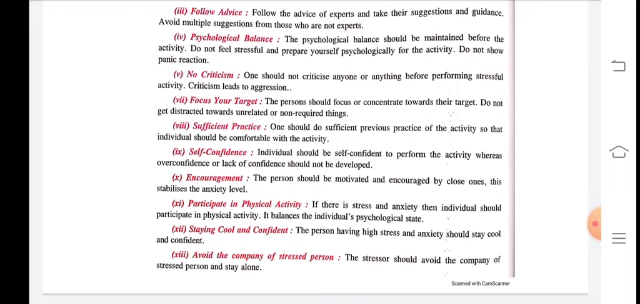 (iii) Follow Advice : Follow the advice of experts and take their suggestions and guidance.
Avoid multiple suggestions from those who are not experts.
(iv) Psychological Balance : The psychological balance should be maintained before the
activity. Do not feel stressful and prepare yourself psychologically for the activity. Do not show
panic reaction.
(v) No Criticism : One should not criticise anyone or anything before performing stressful
activity. Criticism leads to aggression..
(vii) Focus Your Target : The persons should focus or concentrate towards their target. Do not
get distracted towards unrelated or non-required things.
(viii) Sufficient Practice : One should do sufficient previous practice of the activity so that
individual should be comfortable with the activity.
(ix) Self-Confidence : Individual should be self-confident to perform the activity whereas
overconfidence or lack of confidence should not be developed.
(x) Encouragement : The person should be motivated and encouraged by close ones, this
stabilises the anxiety level.
(xi) Participate in Physical Activity : If there is stress and anxiety then individual should
participate in physical activity. It balances the individual's psychological state.
(xii) Staying Cool and Confident : The person having high stress and anxiety should stay cool
and confident.
(xiii) Avoid the company of stressed person : The stressor should avoid the company of
stressed person and stay alone.
Scanned with CamScanner